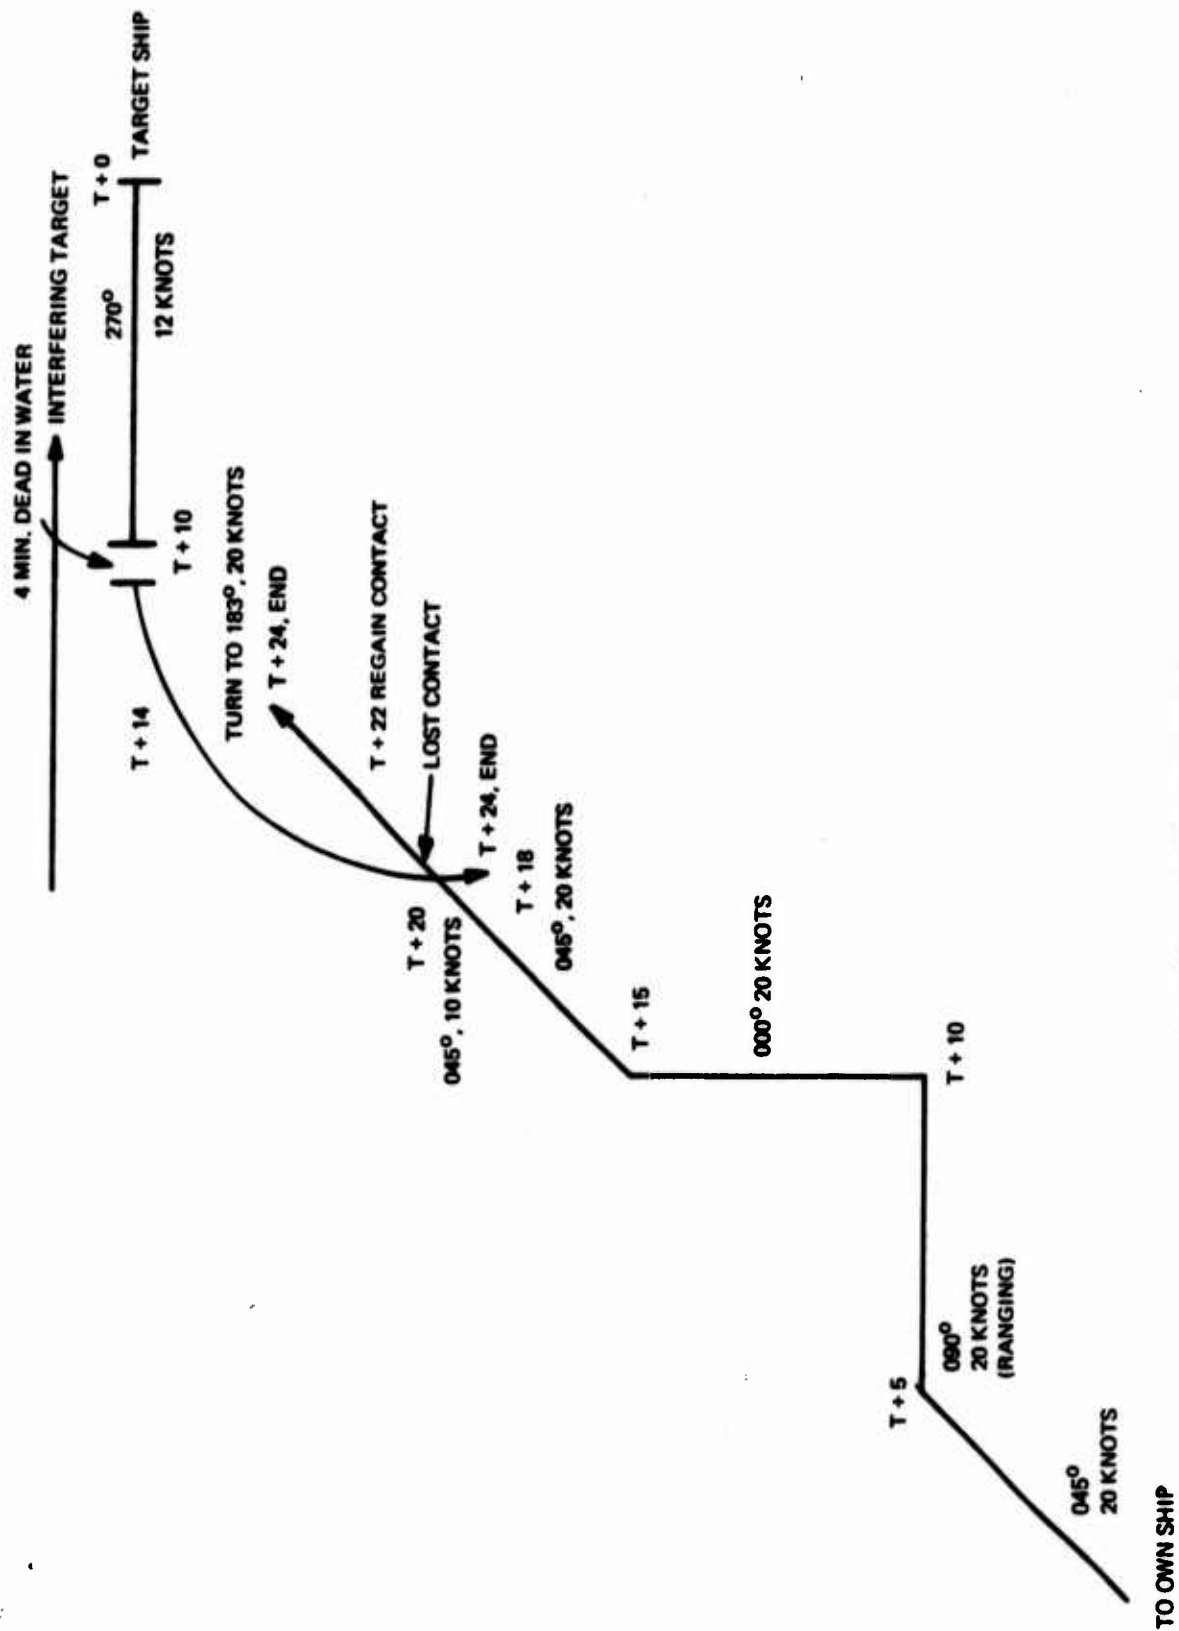 4 MIN. DEAD IN WATER
INTERFERING TARGET
T + 0
TARGET SHIP
270°
12 KNOTS
T + 10
T + 14
TURN TO 183°, 20 KNOTS
T + 24, END
T + 22 REGAIN CONTACT
LOST CONTACT
T + 20
045°, 10 KNOTS
T + 24, END
T + 18
045°, 20 KNOTS
T + 15
000° 20 KNOTS
T + 10
T + 5
090°
20 KNOTS
(RANGING)
045°
20 KNOTS
TO OWN SHIP